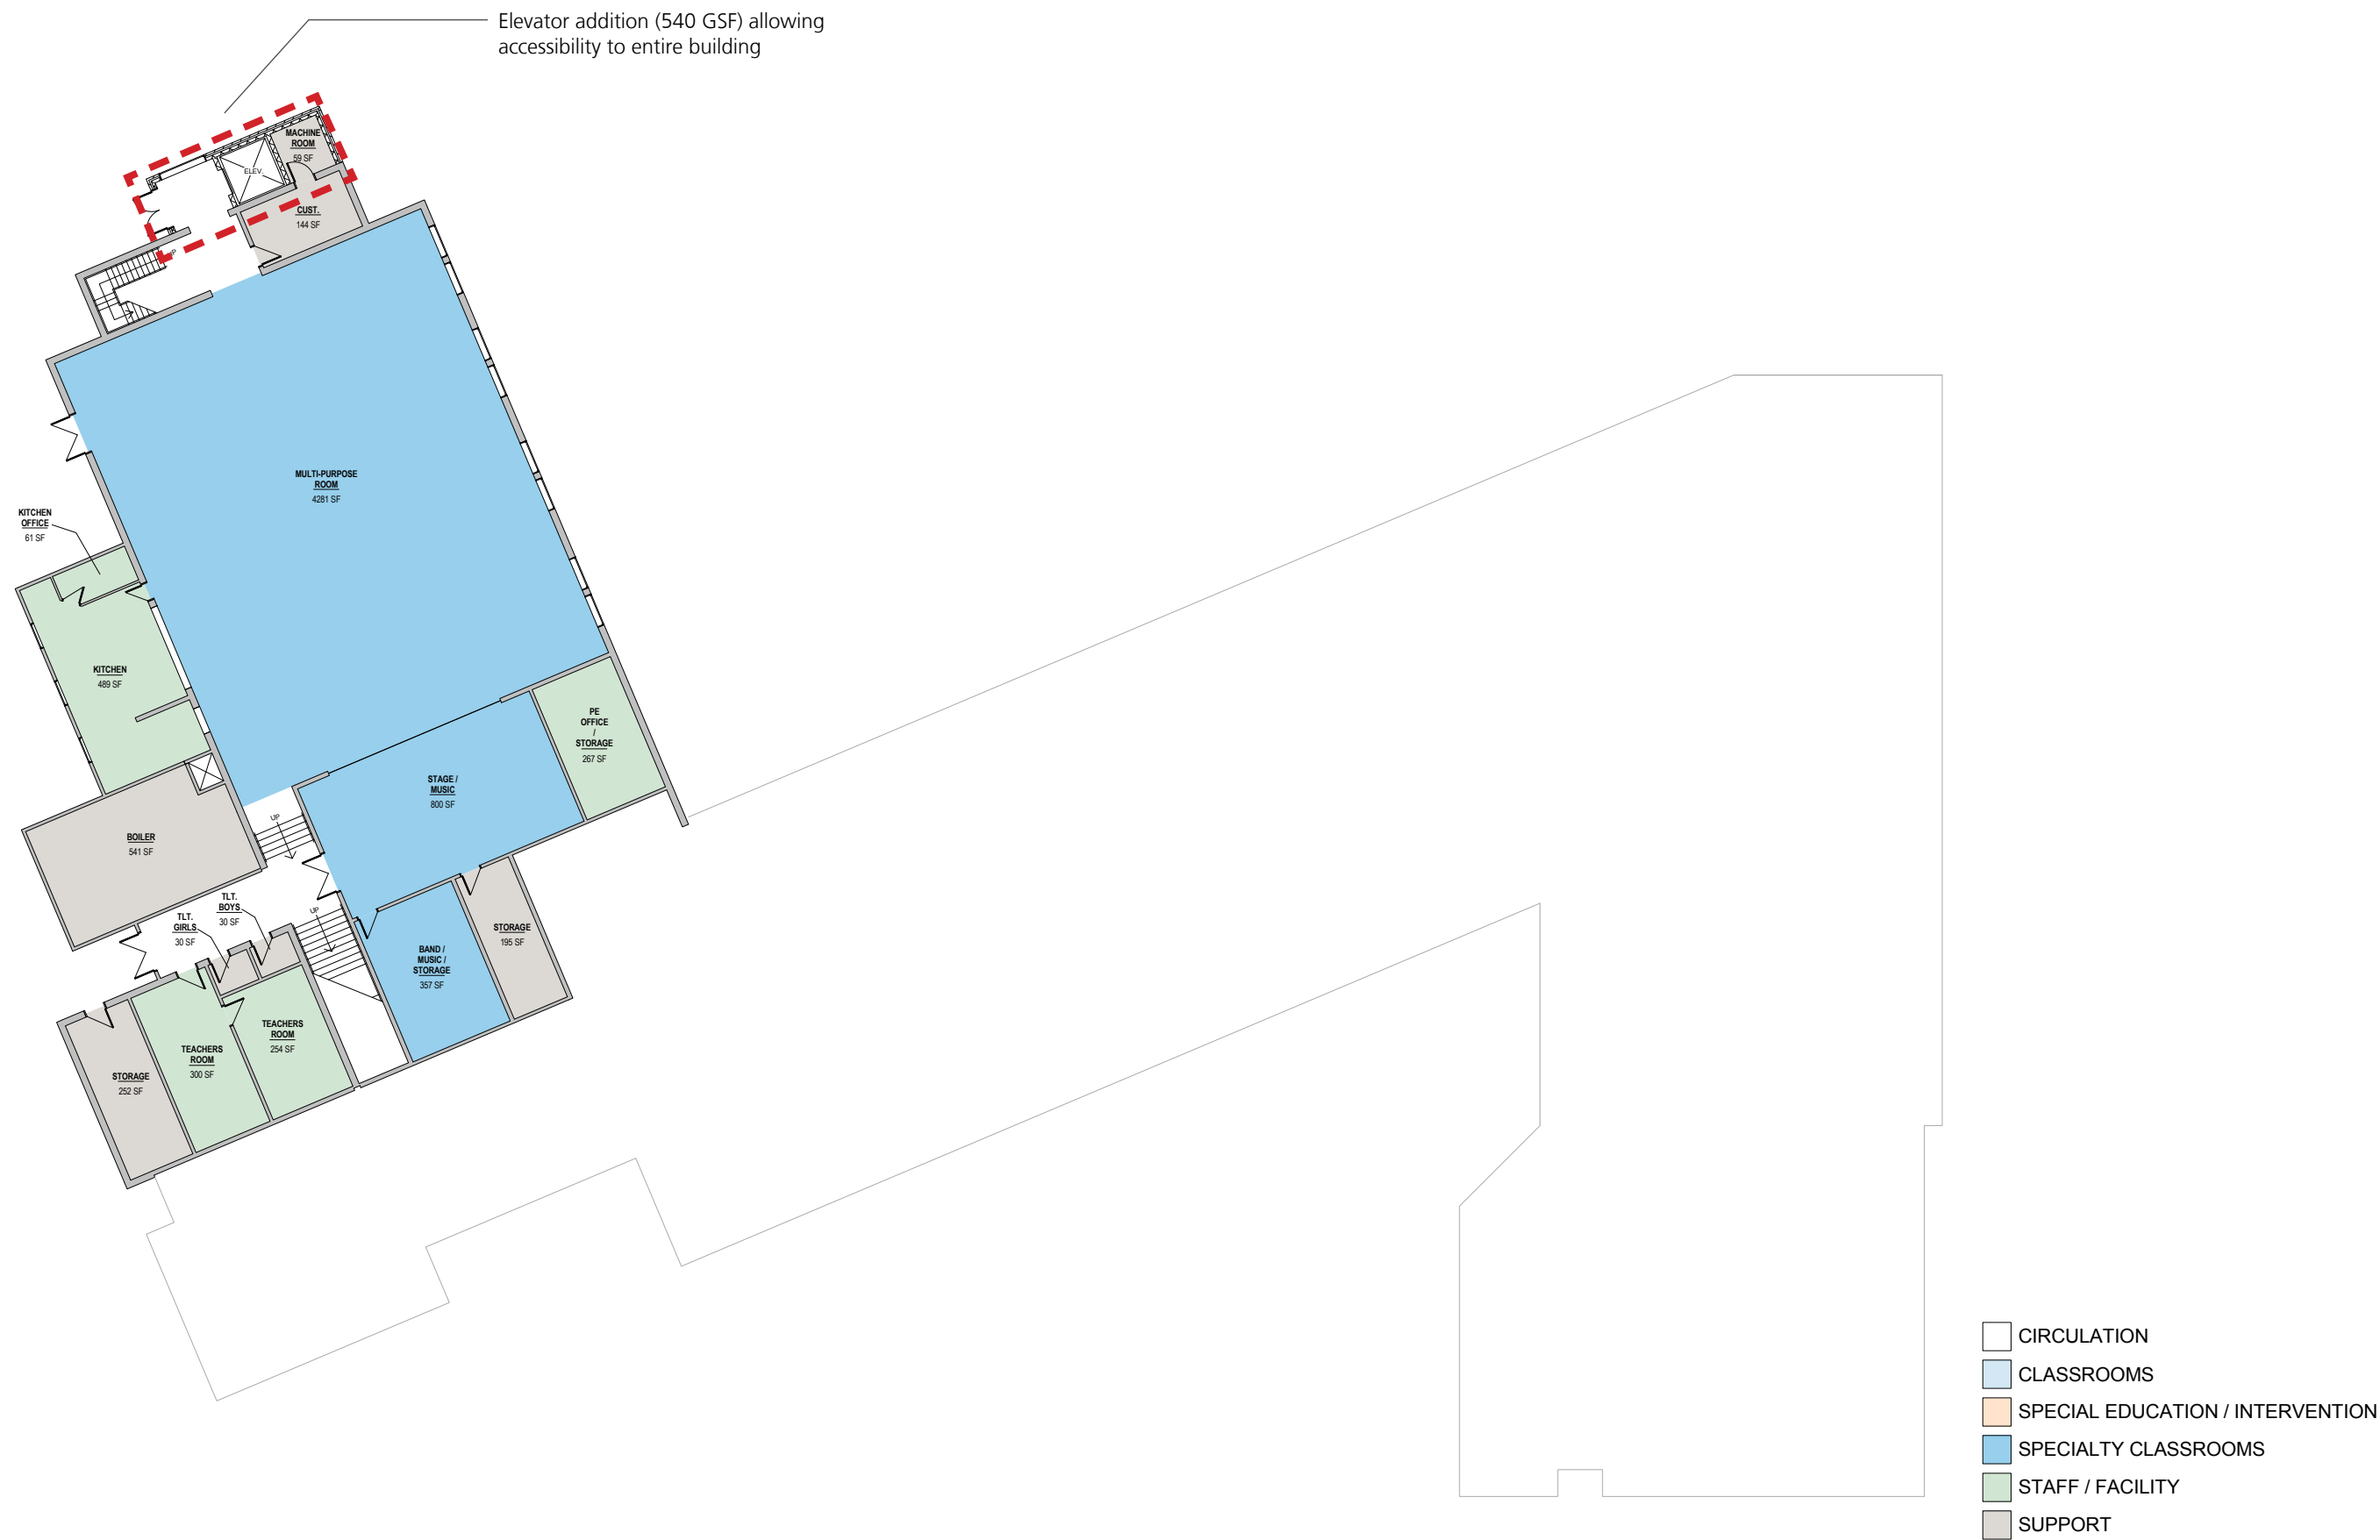 Elevator addition (540 GSF) allowing
accessibility to entire building
MACHINE
ROOM
59 SF
ELEV.
CUST.
144 SF
UP
MULTI-PURPOSE
ROOM
4281 SF
KITCHEN
OFFICE
61 SF
KITCHEN
489 SF
PE
OFFICE
/
STORAGE
267 SF
STAGE /
MUSIC
800 SF
BOILER
541 SF
UP
TLT.
BOYS
30 SF
TLT.
GIRLS
30 SF
UP
STORAGE
195 SF
BAND /
MUSIC /
STORAGE
357 SF
TEACHERS
ROOM
254 SF
TEACHERS
ROOM
300 SF
STORAGE
252 SF
CIRCULATION
CLASSROOMS
SPECIAL EDUCATION / INTERVENTION
SPECIALTY CLASSROOMS
STAFF / FACILITY
SUPPORT